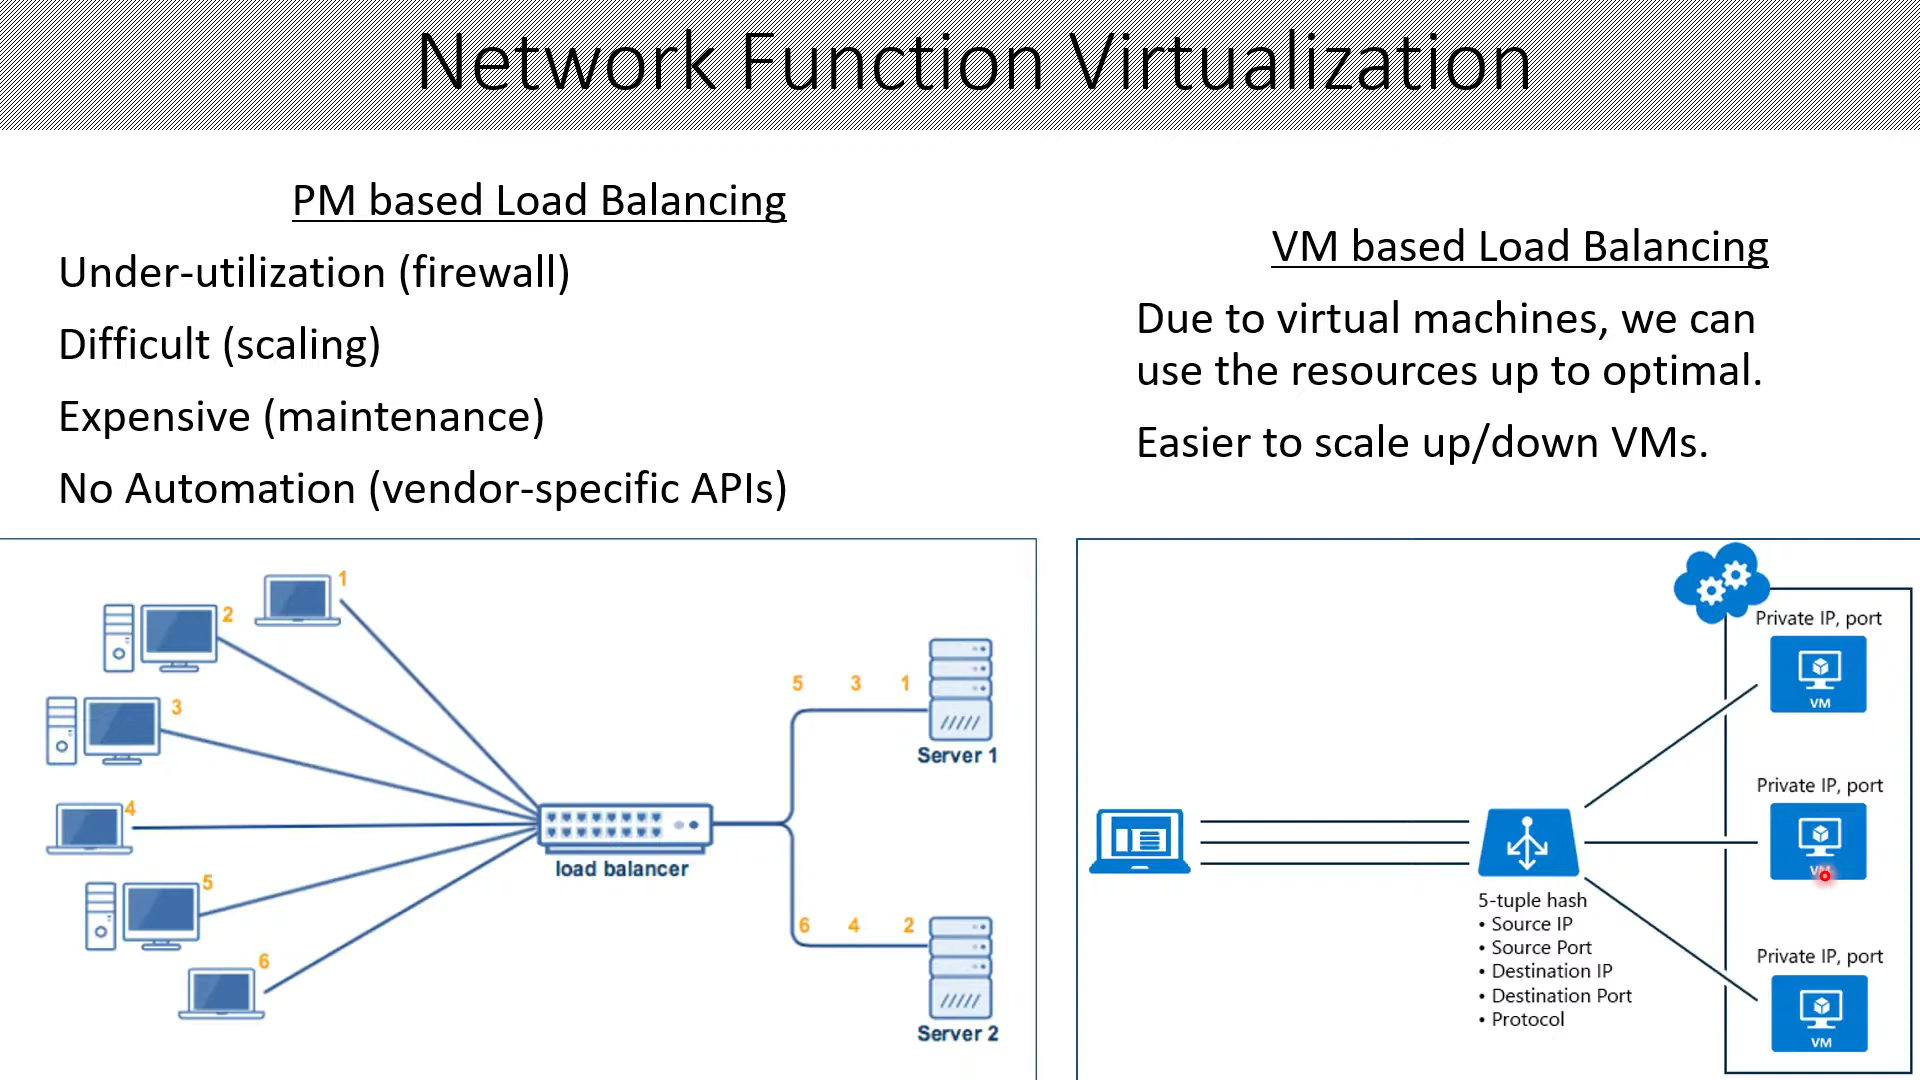 Network Function Virtualization
PM based Load Balancing
Under-utilization (firewall)
Difficult (scaling)
Expensive (maintenance)
No Automation (vendor-specific APIs)
VM based Load Balancing
Due to virtual machines, we can
use the resources up to optimal.
Easier to scale up/down VMs.
1
2
3
4
5
6
load balancer
5 3 1
Server 1
6 4 2
Server 2
5-tuple hash
• Source IP
• Source Port
• Destination IP
• Destination Port
• Protocol
Private IP, port
VM
Private IP, port
VM
Private IP, port
VM